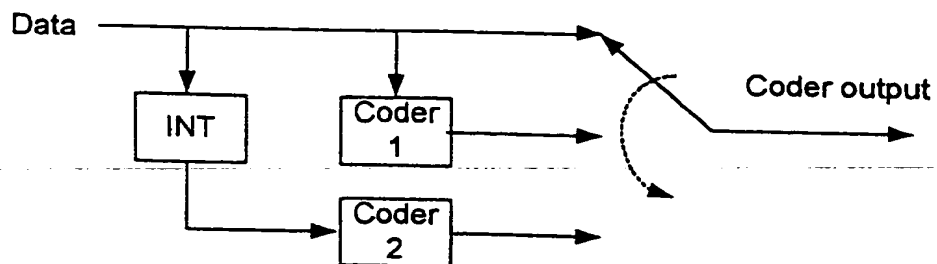 Data
Coder output
INT
Coder
1
Coder
2